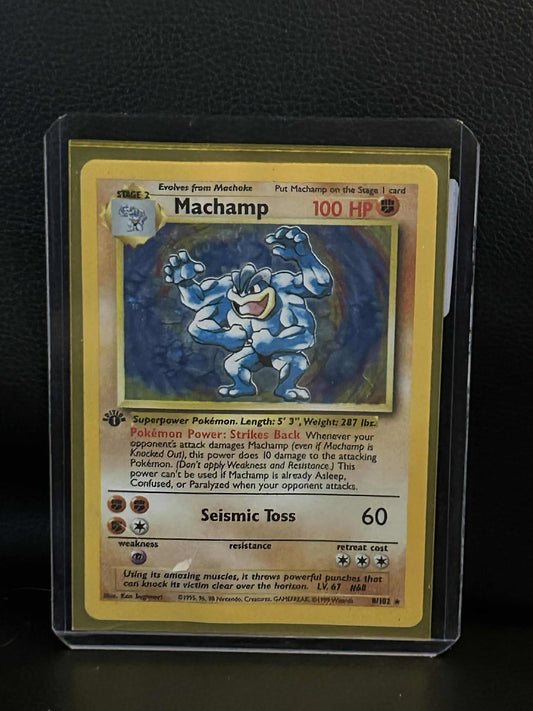 Evolves from Machoke Put Machamp on the Stage 1 card
STAGE 2
Machamp 100 HP
EDITION 1
Superpower Pokémon. Length: 5' 3", Weight: 287 lbs.
Pokémon Power: Strikes Back Whenever your
opponent's attack damages Machamp (even if Machamp is
Knocked Out), this power does 10 damage to the attacking
Pokémon. (Don't apply Weakness and Resistance.) This
power can't be used if Machamp is already Asleep,
Confused, or Paralyzed when your opponent attacks.
Seismic Toss 60
weakness resistance retreat cost
Using its amazing muscles, it throws powerful punches that
can knock its victim clear over the horizon. LV. 67 #68
Illus. Ken Sugimori ©1995, 96, 98 Nintendo, Creatures, GAMEFREAK. ©1999 Wizards. 8/102